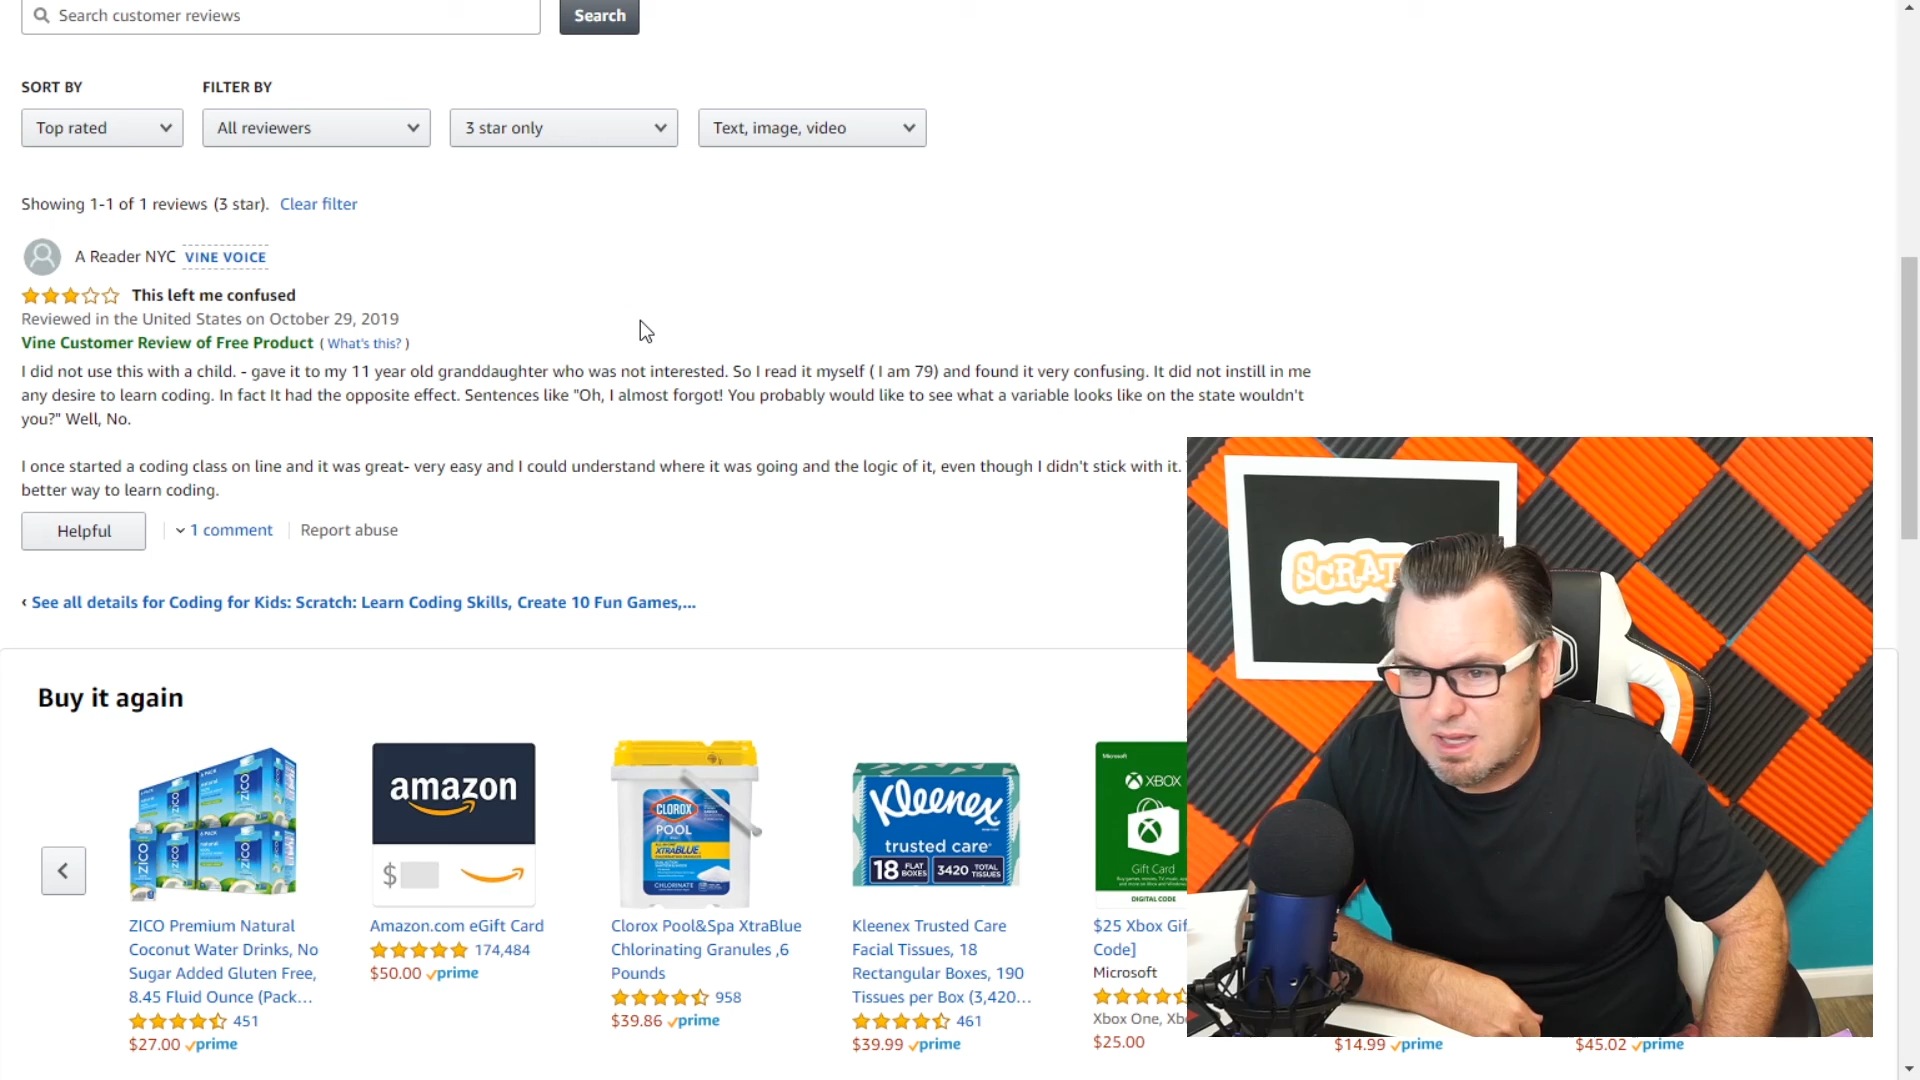 Search customer reviews
Search
SORT BY
FILTER BY
Top rated
All reviewers
3 star only
Text, image, video
Showing 1-1 of 1 reviews (3 star). Clear filter
A Reader NYC VINE VOICE
This left me confused
Reviewed in the United States on October 29, 2019
Vine Customer Review of Free Product ( What's this? )
I did not use this with a child. - gave it to my 11 year old granddaughter who was not interested. So I read it myself ( I am 79) and found it very confusing. It did not instill in me
any desire to learn coding. In fact It had the opposite effect. Sentences like "Oh, I almost forgot! You probably would like to see what a variable looks like on the state wouldn't
you?" Well, No.
I once started a coding class on line and it was great- very easy and I could understand where it was going and the logic of it, even though I didn't stick with it.
better way to learn coding.
Helpful
1 comment
Report abuse
‹ See all details for Coding for Kids: Scratch: Learn Coding Skills, Create 10 Fun Games,...
SCRAT
Buy it again
zico
amazon
$
CLOROX
POOL
XTRABLUE
CHLORINATE
Kleenex
trusted care
18 FLAT BOXES
3420 TOTAL TISSUES
Microsoft
XBOX
Gift Card
DIGITAL CODE
ZICO Premium Natural
Coconut Water Drinks, No
Sugar Added Gluten Free,
8.45 Fluid Ounce (Pack...
451
$27.00 prime
Amazon.com eGift Card
174,484
$50.00 prime
Clorox Pool&Spa XtraBlue
Chlorinating Granules ,6
Pounds
958
$39.86 prime
Kleenex Trusted Care
Facial Tissues, 18
Rectangular Boxes, 190
Tissues per Box (3,420...
461
$39.99 prime
$25 Xbox Gif
Code]
Microsoft
Xbox One, Xb
$25.00
$14.99 prime
$45.02 prime